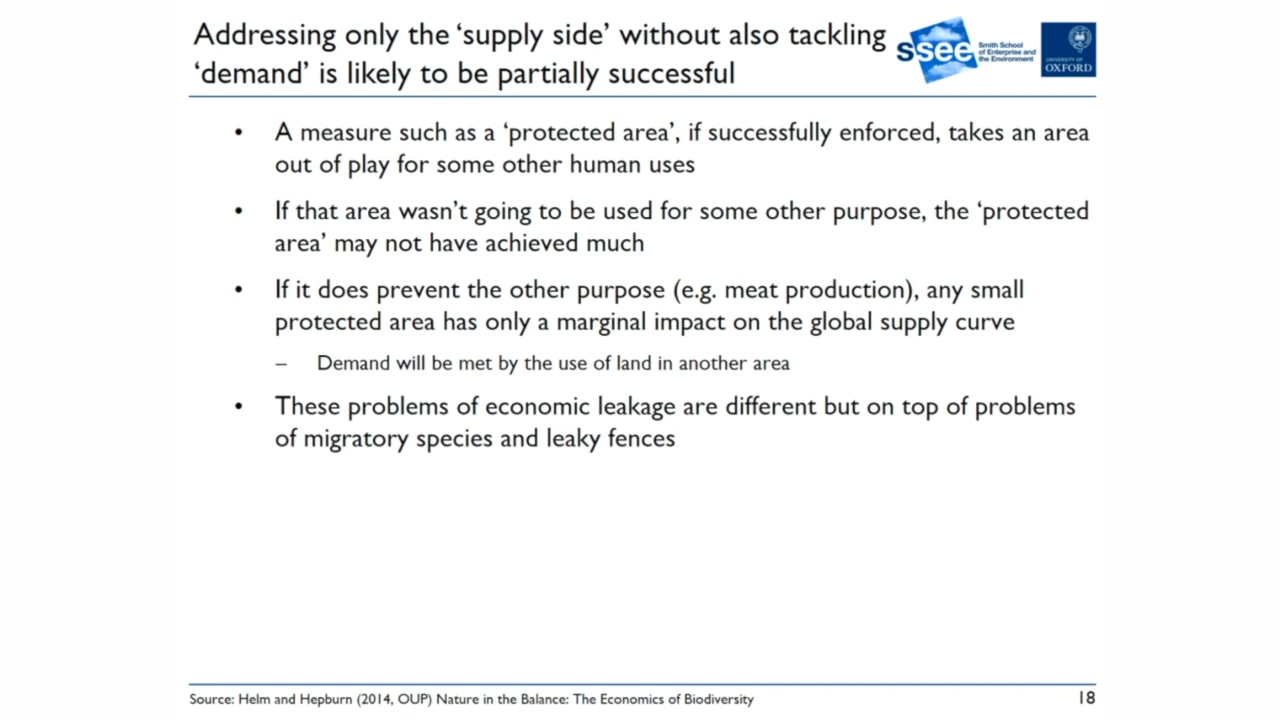 Addressing only the ‘supply side’ without also tackling
‘demand’ is likely to be partially successful
ssee
Smith School
of Enterprise and
the Environment
UNIVERSITY OF
OXFORD
• A measure such as a ‘protected area’, if successfully enforced, takes an area
out of play for some other human uses
• If that area wasn’t going to be used for some other purpose, the ‘protected
area’ may not have achieved much
• If it does prevent the other purpose (e.g. meat production), any small
protected area has only a marginal impact on the global supply curve
– Demand will be met by the use of land in another area
• These problems of economic leakage are different but on top of problems
of migratory species and leaky fences
Source: Helm and Hepburn (2014, OUP) Nature in the Balance: The Economics of Biodiversity
18